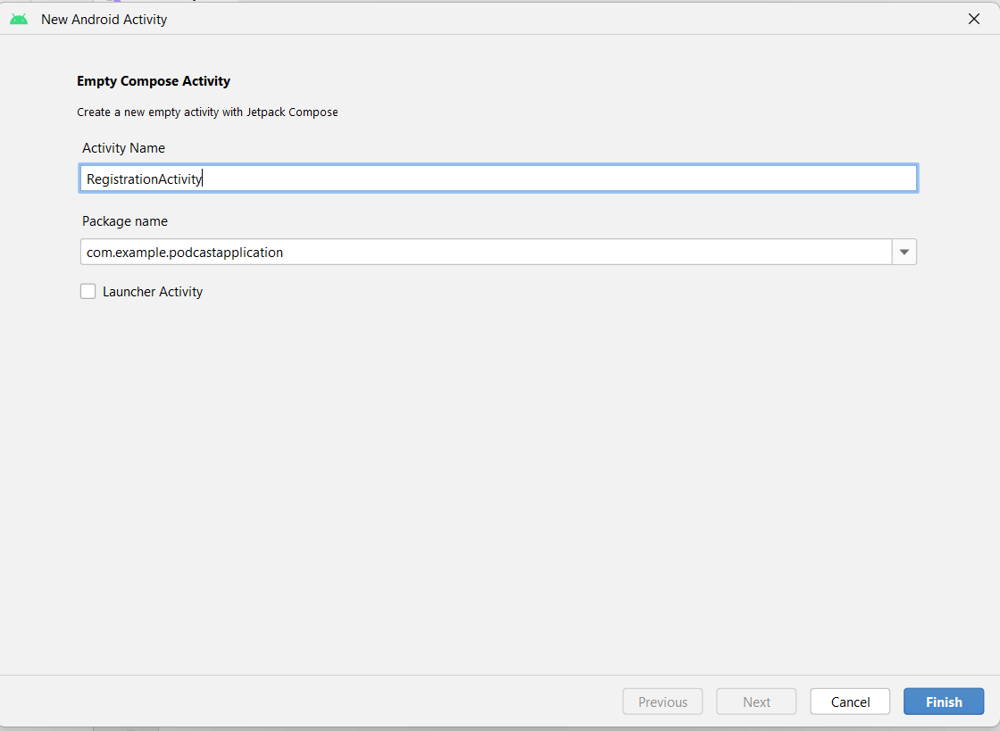 New Android Activity
Empty Compose Activity
Create a new empty activity with Jetpack Compose
Activity Name
RegistrationActivity
Package name
com.example.podcastapplication
Launcher Activity
Previous
Next
Cancel
Finish